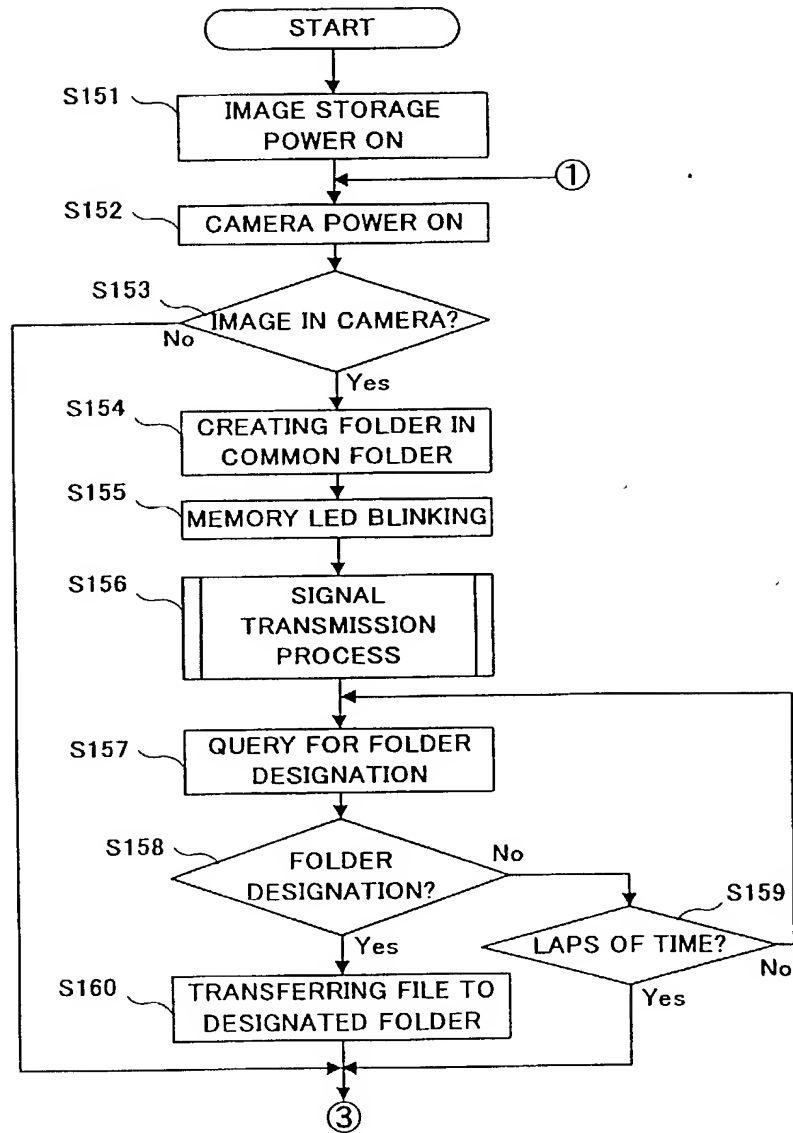 START
S151
IMAGE STORAGE
POWER ON
①
S152
CAMERA POWER ON
S153
IMAGE IN CAMERA?
No
Yes
S154
CREATING FOLDER IN
COMMON FOLDER
S155
MEMORY LED BLINKING
S156
SIGNAL
TRANSMISSION
PROCESS
S157
QUERY FOR FOLDER
DESIGNATION
S158
FOLDER
DESIGNATION?
No
Yes
S159
LAPS OF TIME?
No
Yes
S160
TRANSFERRING FILE TO
DESIGNATED FOLDER
③